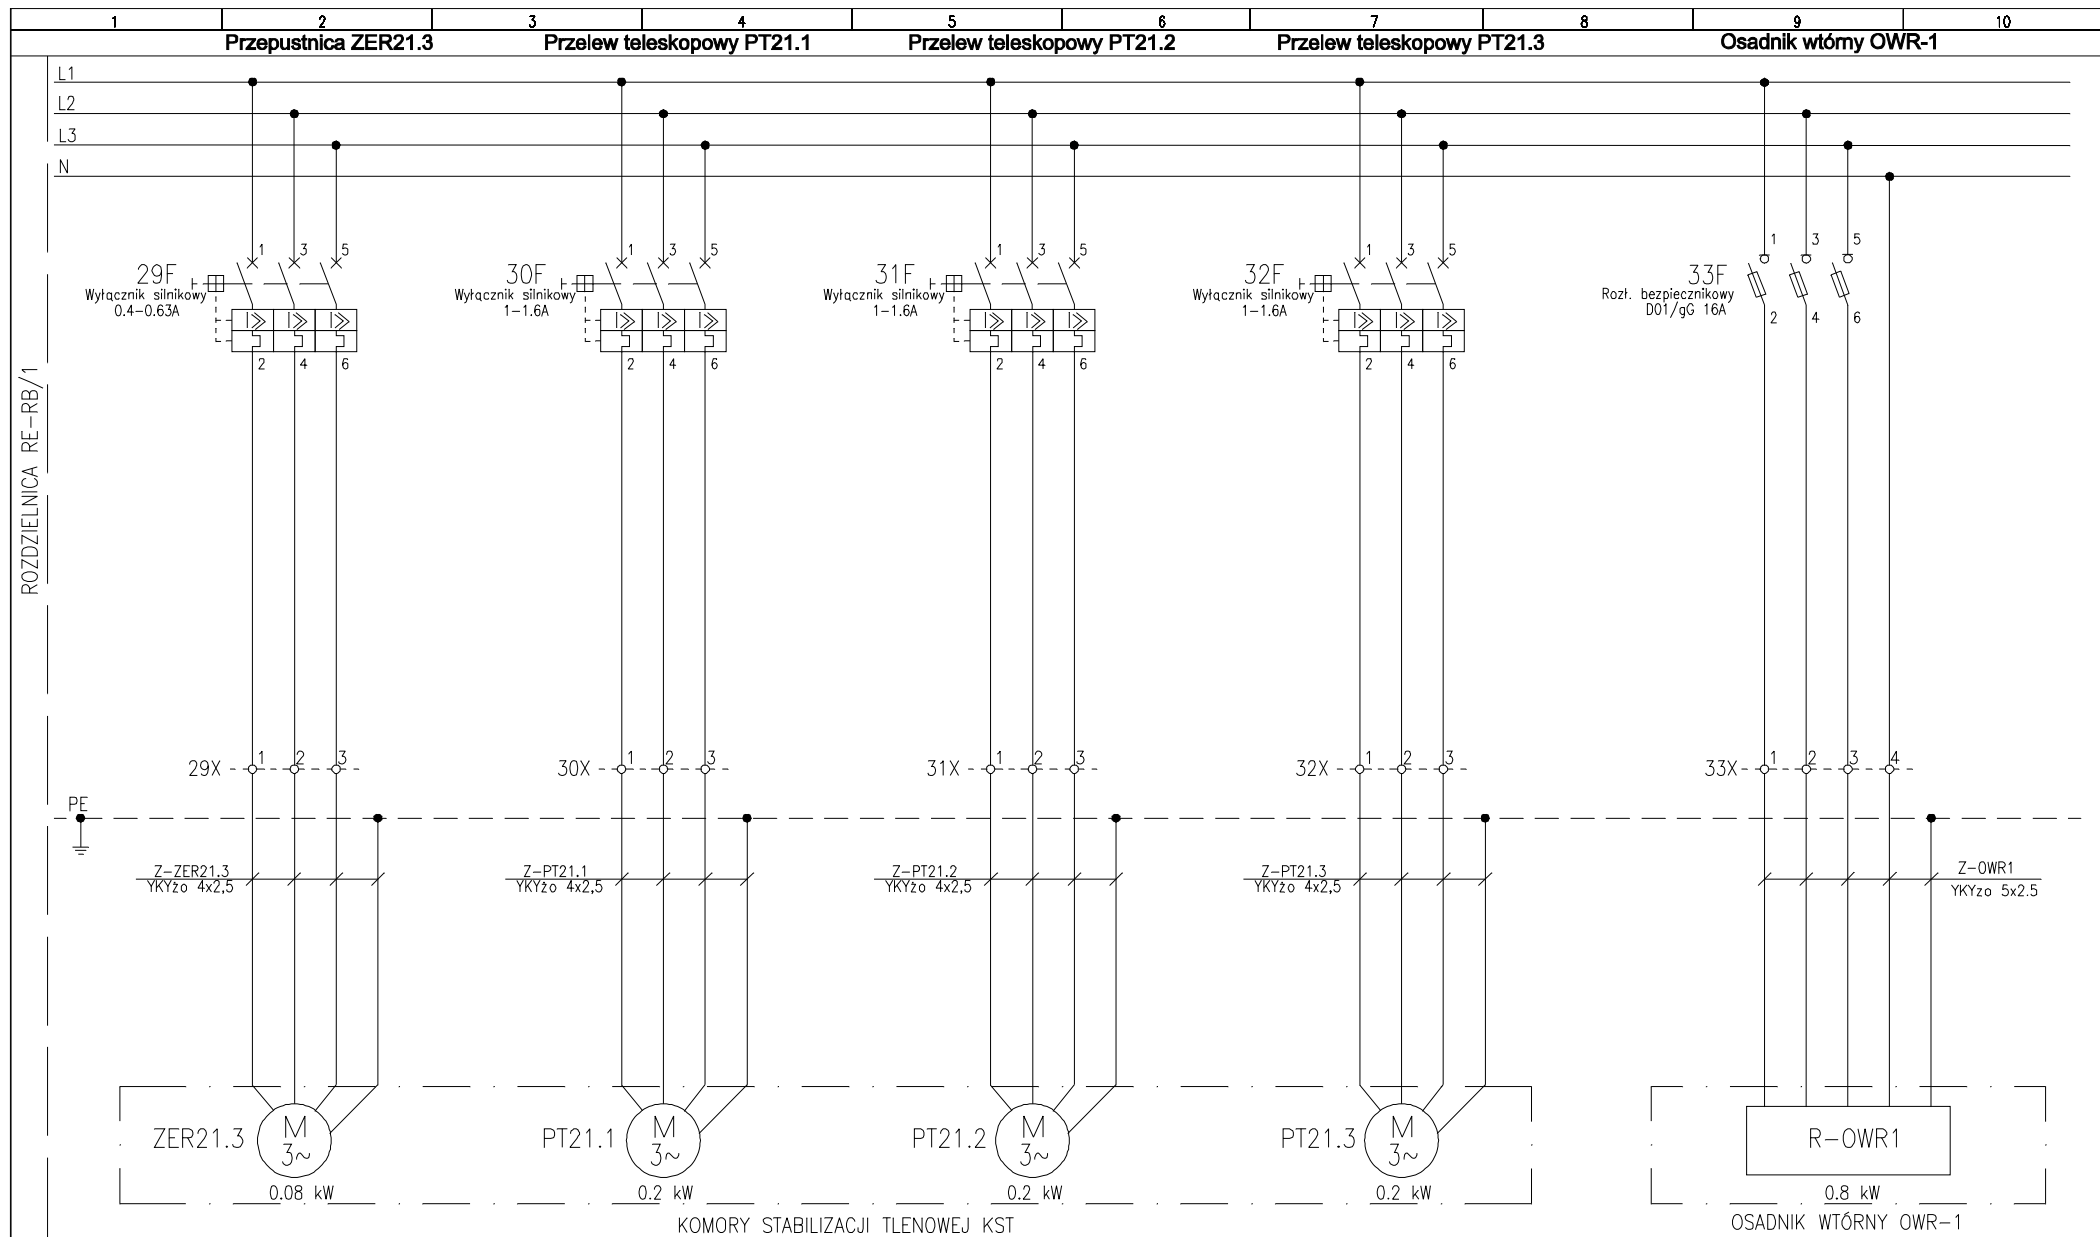 1 2 3 4 5 6 7 8 9 10
Przepustnica ZER21.3 Przelew teleskopowy PT21.1 Przelew teleskopowy PT21.2 Przelew teleskopowy PT21.3 Osadnik wtórny OWR-1
L1
L2
L3
N
1 3 5 1 3 5 1 3 5 1 3 5 1 3 5
29F 30F 31F 32F 33F
Wyłącznik silnikowy Wyłącznik silnikowy Wyłącznik silnikowy Wyłącznik silnikowy Rozł. bezpiecznikowy
0.4-0.63A 1-1.6A 1-1.6A 1-1.6A D01/gG 16A
2 4 6 2 4 6 2 4 6 2 4 6 2 4 6
ROZDZIELNICA RE-RB/1
29X 1 2 3 30X 1 2 3 31X 1 2 3 32X 1 2 3 33X 1 2 3 4
PE
Z-ZER21.3 Z-PT21.1 Z-PT21.2 Z-PT21.3 Z-OWR1
YKYżo 4x2,5 YKYżo 4x2,5 YKYżo 4x2,5 YKYżo 4x2,5 YKYzo 5x2.5
ZER21.3 M 3~ PT21.1 M 3~ PT21.2 M 3~ PT21.3 M 3~ R-OWR1
0.08 kW 0.2 kW 0.2 kW 0.2 kW 0.8 kW
KOMORY STABILIZACJI TLENOWEJ KST OSADNIK WTÓRNY OWR-1